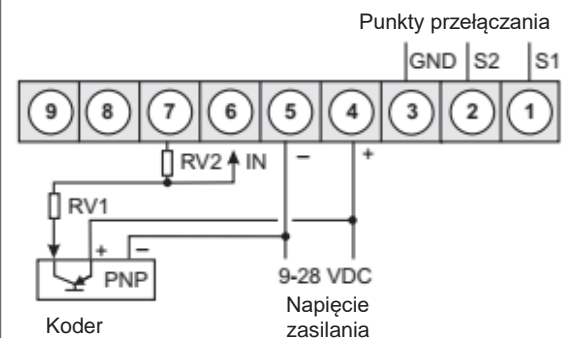 Punkty przełączania
GND S2 S1
9 8 7 6 5 4 3 2 1
RV2 IN − +
RV1
+ −
PNP
9-28 VDC
Koder
Napięcie
zasilania